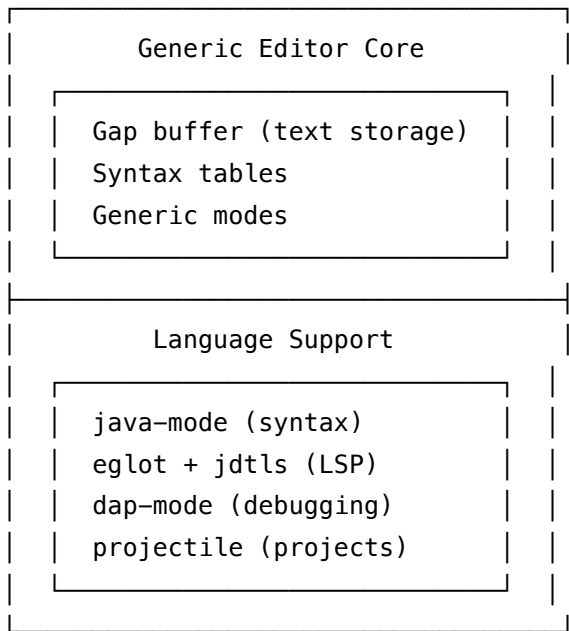 Generic Editor Core
Gap buffer (text storage)
Syntax tables
Generic modes
Language Support
java-mode (syntax)
eglot + jdtls (LSP)
dap-mode (debugging)
projectile (projects)